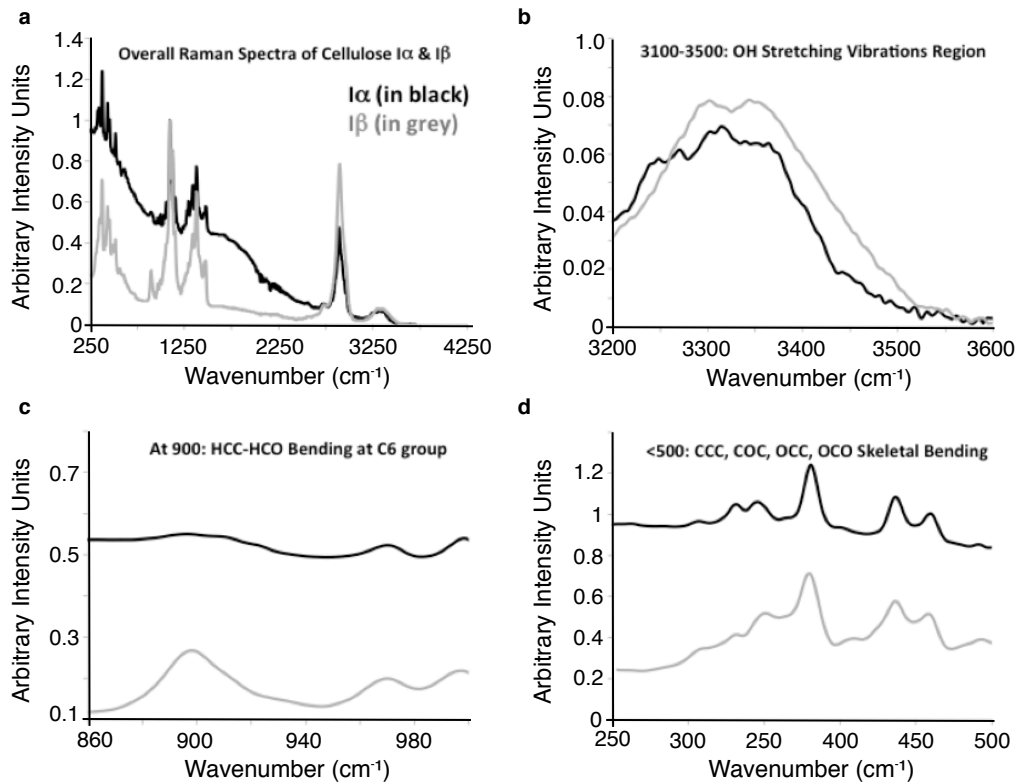 a
Overall Raman Spectra of Cellulose Iα & Iβ
Iα (in black)
Iβ (in grey)
Arbitrary Intensity Units
1.4
1.2
1
0.8
0.6
0.4
0.2
0
250 1250 2250 3250 4250
Wavenumber (cm⁻¹)
b
3100-3500: OH Stretching Vibrations Region
Arbitrary Intensity Units
1.0
0.08
0.06
0.04
0.02
0
3200 3300 3400 3500 3600
Wavenumber (cm⁻¹)
c
At 900: HCC-HCO Bending at C6 group
Arbitrary Intensity Units
0.7
0.5
0.3
0.1
860 900 940 980
Wavenumber (cm⁻¹)
d
<500: CCC, COC, OCC, OCO Skeletal Bending
Arbitrary Intensity Units
1.2
1
0.8
0.6
0.4
0.2
0
250 300 250 400 450 500
Wavenumber (cm⁻¹)